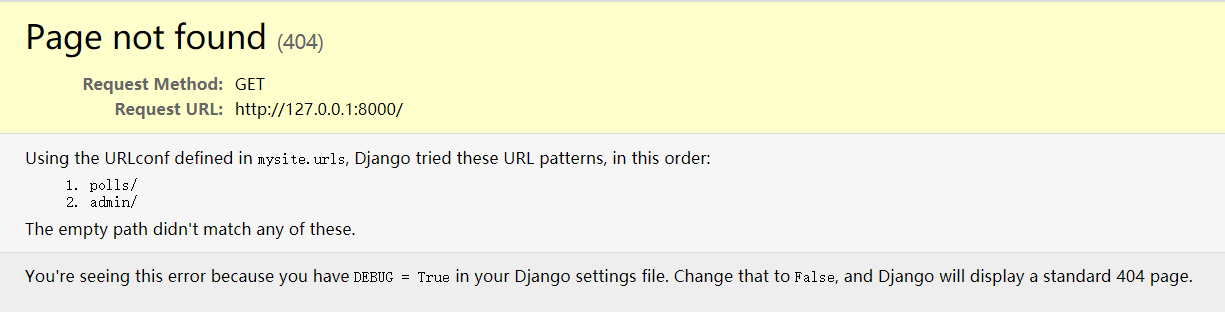 Page not found (404)
Request Method: GET
Request URL: http://127.0.0.1:8000/
Using the URLconf defined in mysite.urls, Django tried these URL patterns, in this order:
1. polls/
2. admin/
The empty path didn't match any of these.
You're seeing this error because you have DEBUG = True in your Django settings file. Change that to False, and Django will display a standard 404 page.